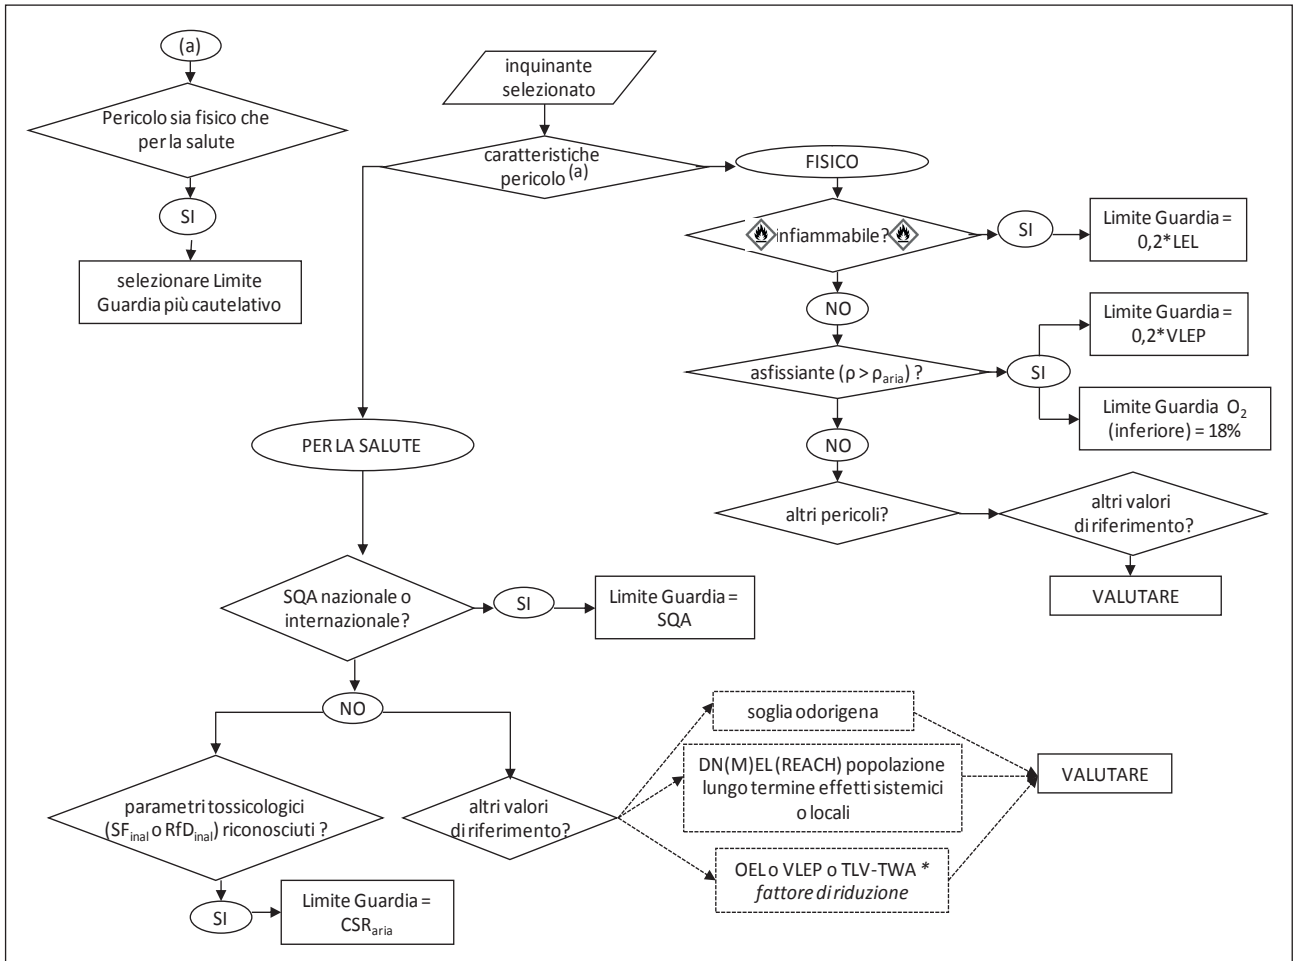 (a)
Pericolo sia fisico che
per la salute
SI
selezionare Limite
Guardia più cautelativo
inquinante
selezionato
caratteristiche
pericolo (a)
FISICO
infiammabile?
SI
Limite Guardia =
0,2*LEL
NO
asfissiante (ρ > ρaria) ?
SI
Limite Guardia =
0,2*VLEP
Limite Guardia O2
(inferiore) = 18%
NO
altri pericoli?
altri valori
di riferimento?
VALUTARE
PER LA SALUTE
SQA nazionale o
internazionale?
SI
Limite Guardia =
SQA
NO
parametri tossicologici
(SFinal o RfDinal) riconosciuti ?
SI
Limite Guardia =
CSRaria
altri valori
di riferimento?
soglia odorigena
DN(M)EL (REACH) popolazione
lungo termine effetti sistemici
o locali
OEL o VLEP o TLV-TWA *
fattore di riduzione
VALUTARE